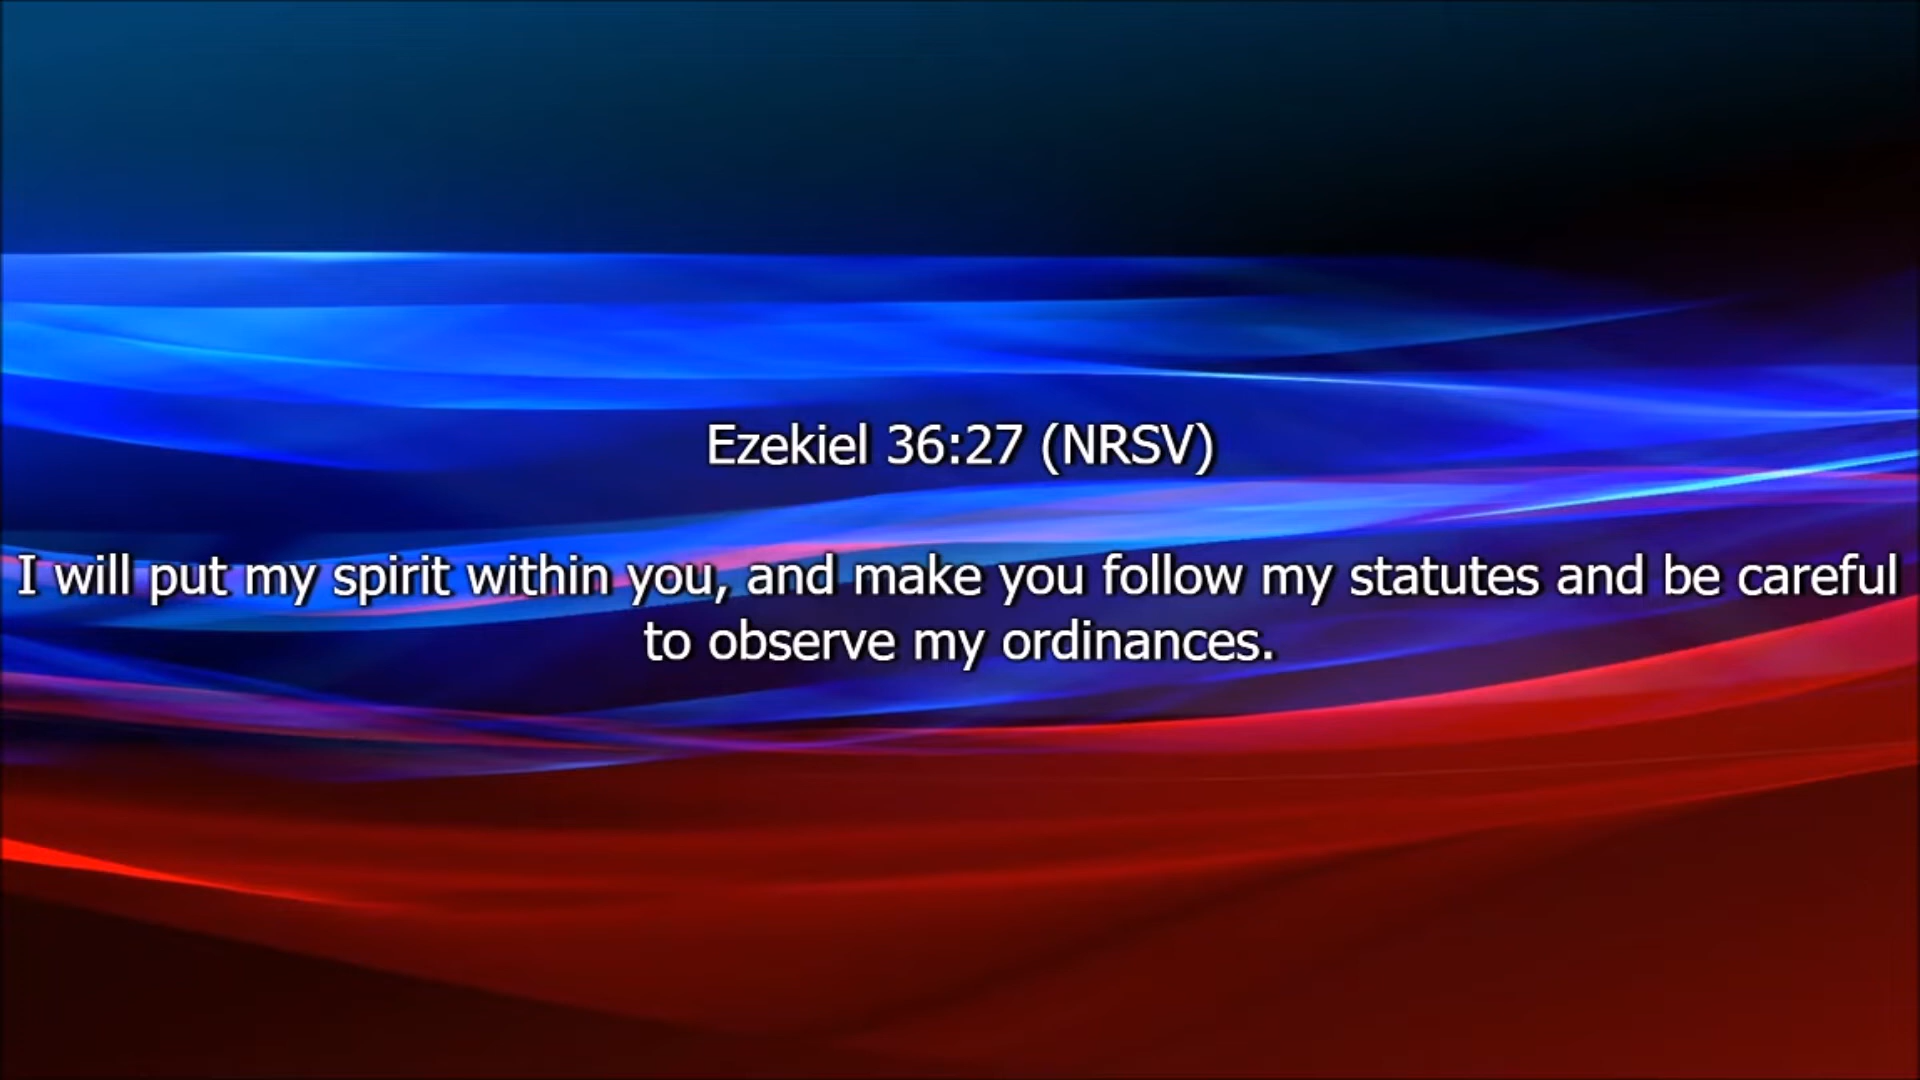 Ezekiel 36:27 (NRSV)
I will put my spirit within you, and make you follow my statutes and be careful
to observe my ordinances.